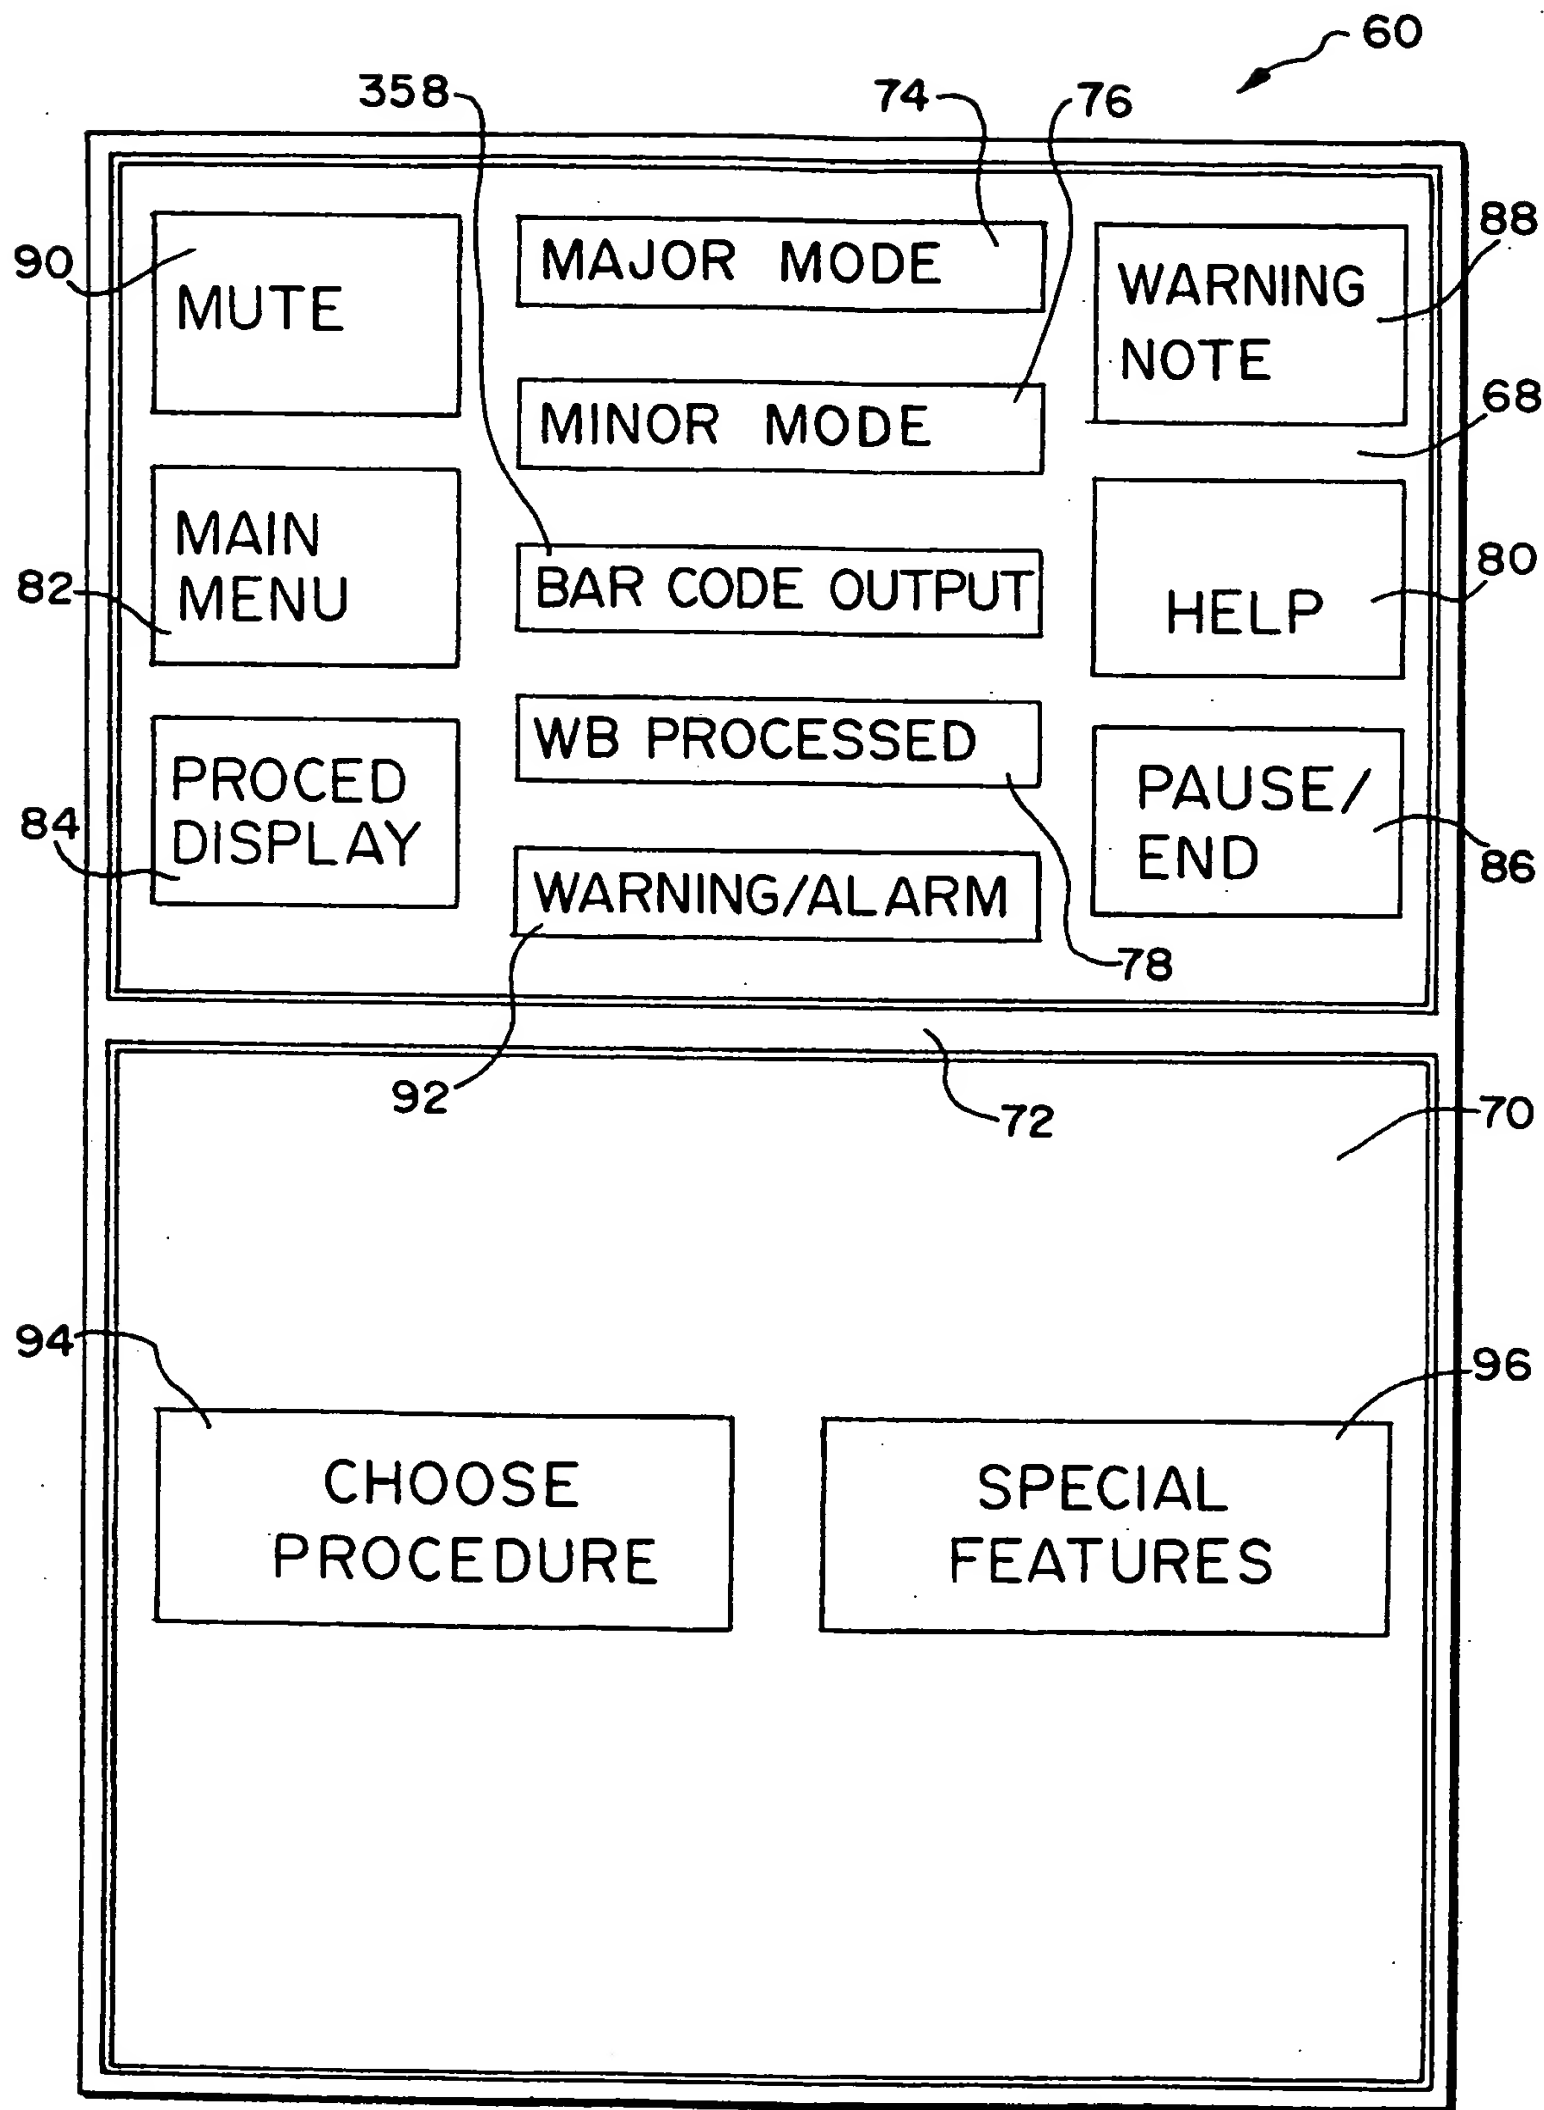 60
358
74
76
88
90
MUTE
MAJOR MODE
WARNING
NOTE
68
MINOR MODE
82
MAIN
MENU
BAR CODE OUTPUT
HELP
80
84
PROCED
DISPLAY
WB PROCESSED
PAUSE/
END
86
WARNING/ALARM
78
92
72
70
94
96
CHOOSE
PROCEDURE
SPECIAL
FEATURES